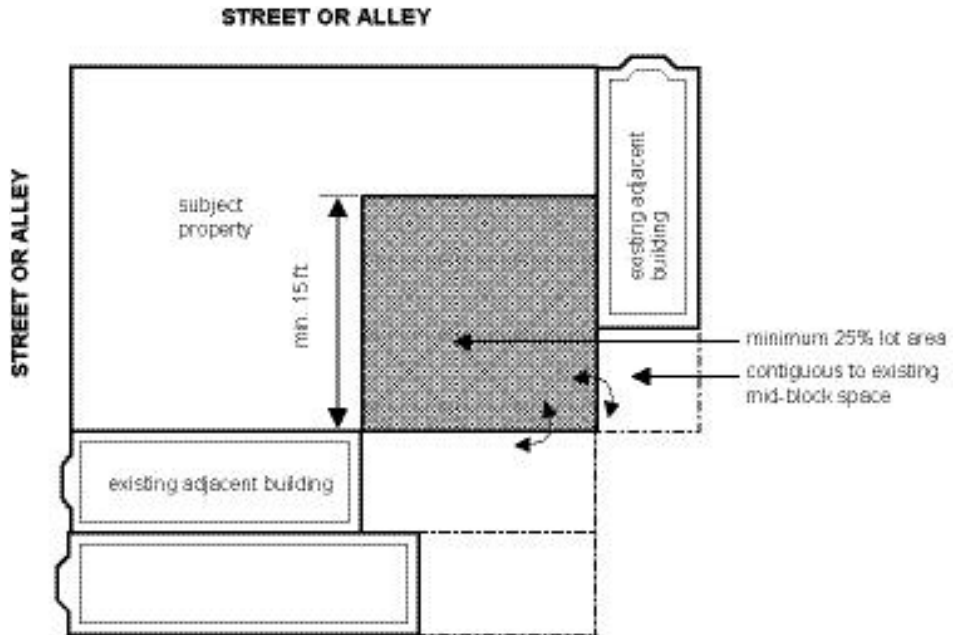 STREET OR ALLEY
STREET OR ALLEY
subject
property
min. 15 ft.
existing adjacent
building
minimum 25% lot area
contiguous to existing
mid-block space
existing adjacent building